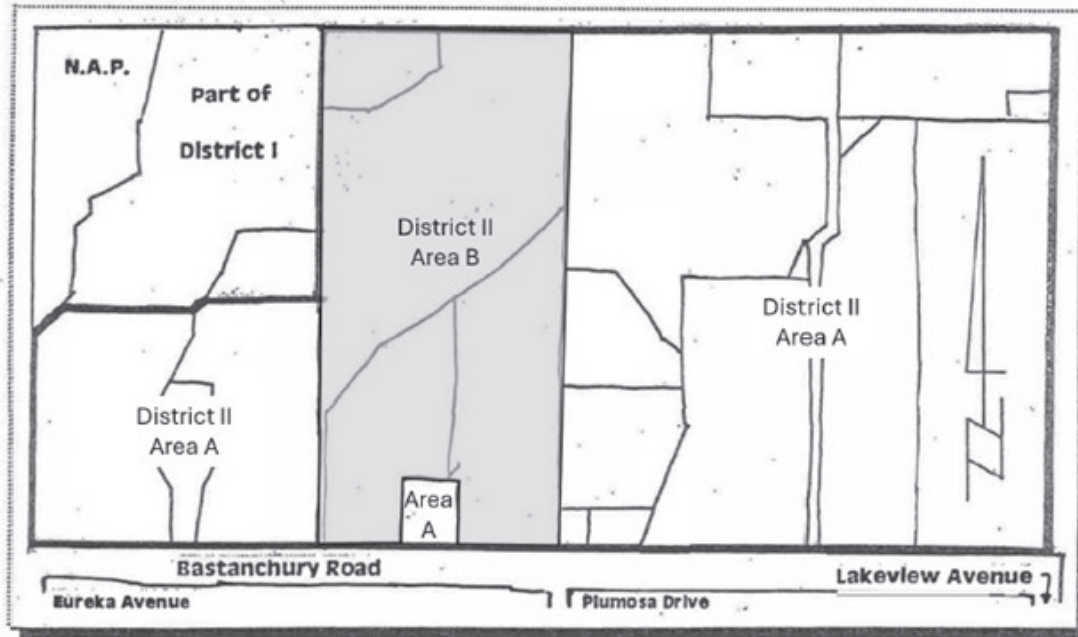 N.A.P.
Part of
District I
District II
Area B
District II
Area A
District II
Area A
Area
A
Bastanchury Road
Lakeview Avenue
Eureka Avenue
Plumosa Drive